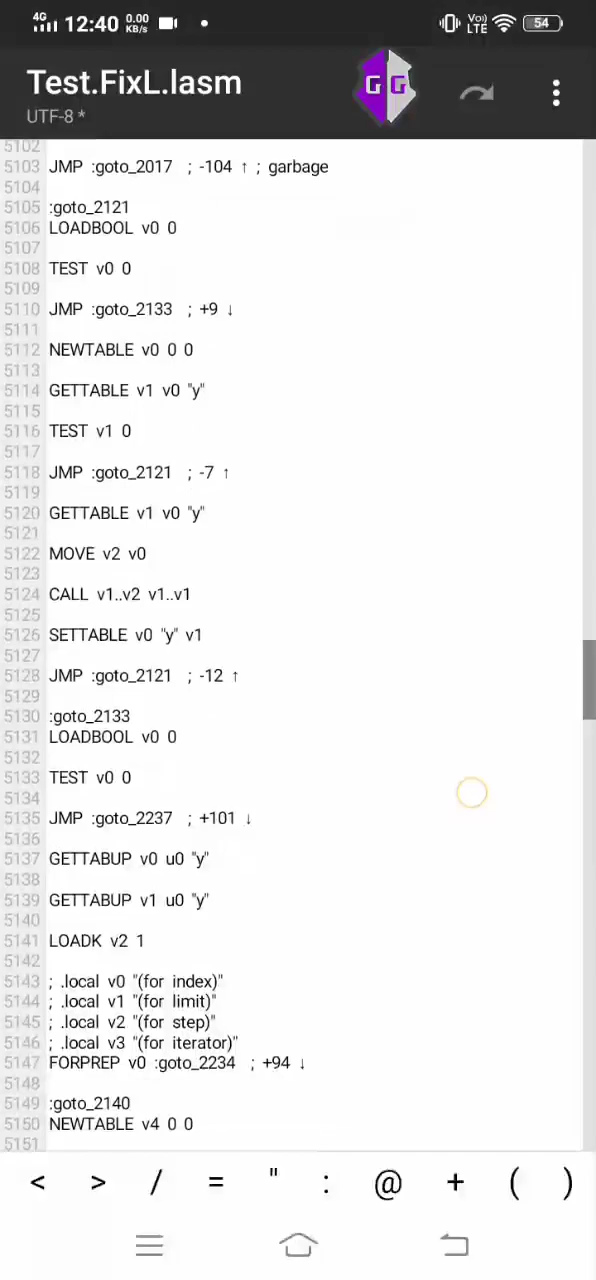 4G 12:40 0.00 KB/s Vo) LTE 54
Test.FixL.lasm
G G
UTF-8 *
5102
5103 JMP :goto_2017 ; -104 ↑ ; garbage
5104
5105 :goto_2121
5106 LOADBOOL v0 0
5107
5108 TEST v0 0
5109
5110 JMP :goto_2133 ; +9 ↓
5111
5112 NEWTABLE v0 0 0
5113
5114 GETTABLE v1 v0 "y"
5115
5116 TEST v1 0
5117
5118 JMP :goto_2121 ; -7 ↑
5119
5120 GETTABLE v1 v0 "y"
5121
5122 MOVE v2 v0
5123
5124 CALL v1..v2 v1..v1
5125
5126 SETTABLE v0 "y" v1
5127
5128 JMP :goto_2121 ; -12 ↑
5129
5130 :goto_2133
5131 LOADBOOL v0 0
5132
5133 TEST v0 0
5134
5135 JMP :goto_2237 ; +101 ↓
5136
5137 GETTABUP v0 u0 "y"
5138
5139 GETTABUP v1 u0 "y"
5140
5141 LOADK v2 1
5142
5143 ; .local v0 "(for index)"
5144 ; .local v1 "(for limit)"
5145 ; .local v2 "(for step)"
5146 ; .local v3 "(for iterator)"
5147 FORPREP v0 :goto_2234 ; +94 ↓
5148
5149 :goto_2140
5150 NEWTABLE v4 0 0
5151
< > / = " : @ + ( )